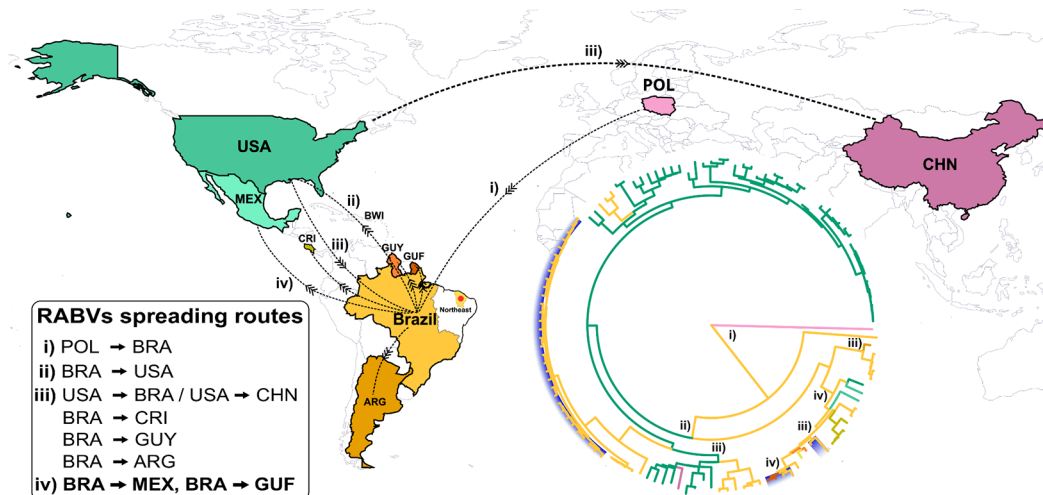 iii)
POL
USA
CHN
i)
MEX
ii)
BWI
CRI
iii)
GUY
GUF
iv)
Brazil
Northeast
ARG
RABVs spreading routes
i) POL → BRA
ii) BRA → USA
iii) USA → BRA / USA → CHN
BRA → CRI
BRA → GUY
BRA → ARG
iv) BRA → MEX, BRA → GUF
i)
iii)
iv)
ii)
iii)
iii)
iv)